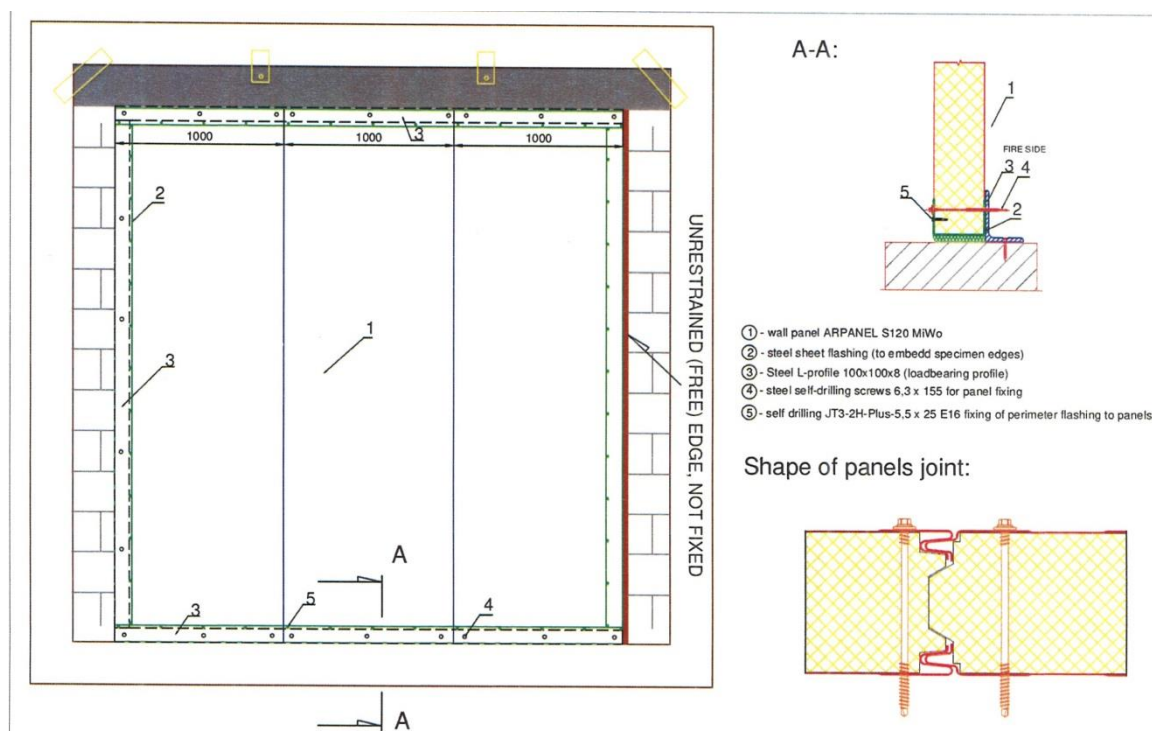 3
1000
1000
1000
2
1
3
UNRESTRAINED (FREE) EDGE, NOT FIXED
A
3
5
4
A
A-A:
1
FIRE SIDE
3
4
5
2
1 - wall panel ARPANEL S120 MiWo
2 - steel sheet flashing (to embedd specimen edges)
3 - Steel L-profile 100x100x8 (loadbearing profile)
4 - steel self-drilling screws 6,3 x 155 for panel fixing
5 - self drilling JT3-2H-Plus-5,5 x 25 E16 fixing of perimeter flashing to panels
Shape of panels joint: